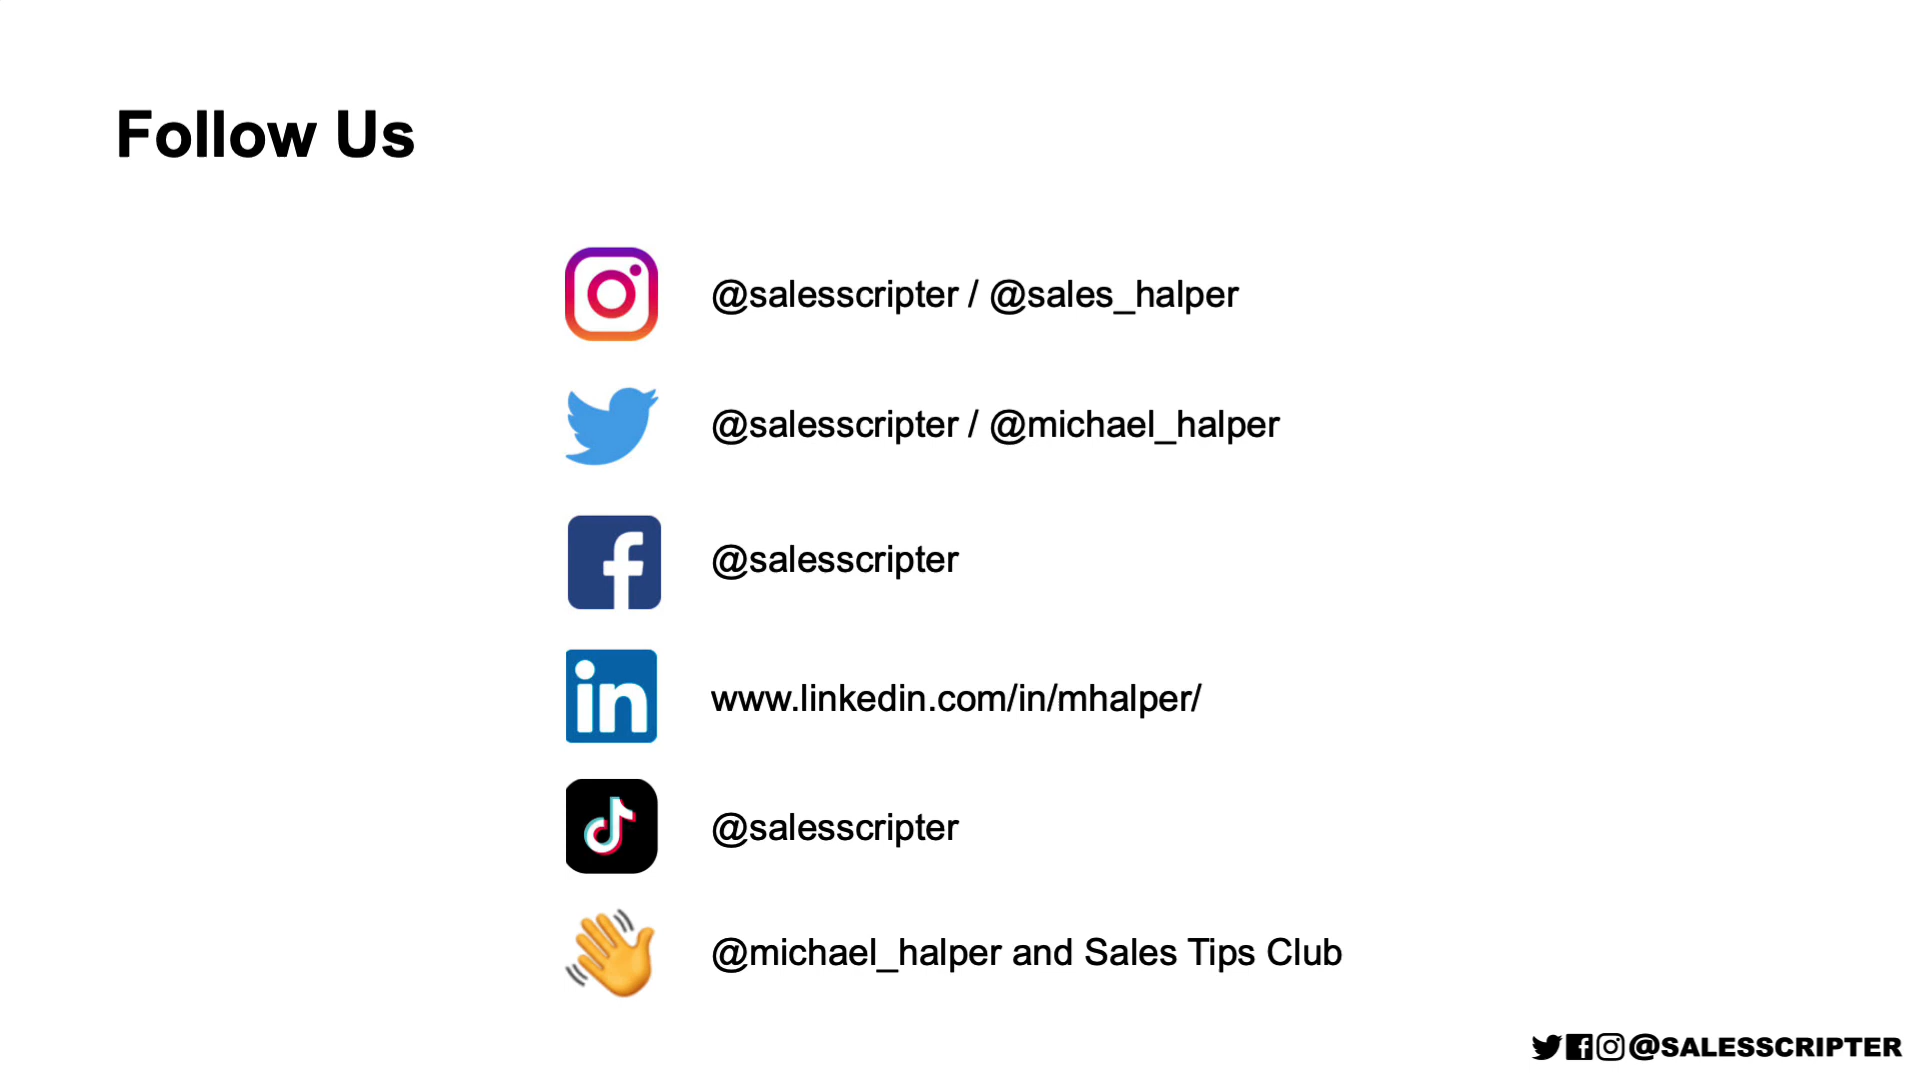 Follow Us
@salesscripter / @sales_halper
@salesscripter / @michael_halper
@salesscripter
www.linkedin.com/in/mhalper/
@salesscripter
@michael_halper and Sales Tips Club
@SALESSCRIPTER